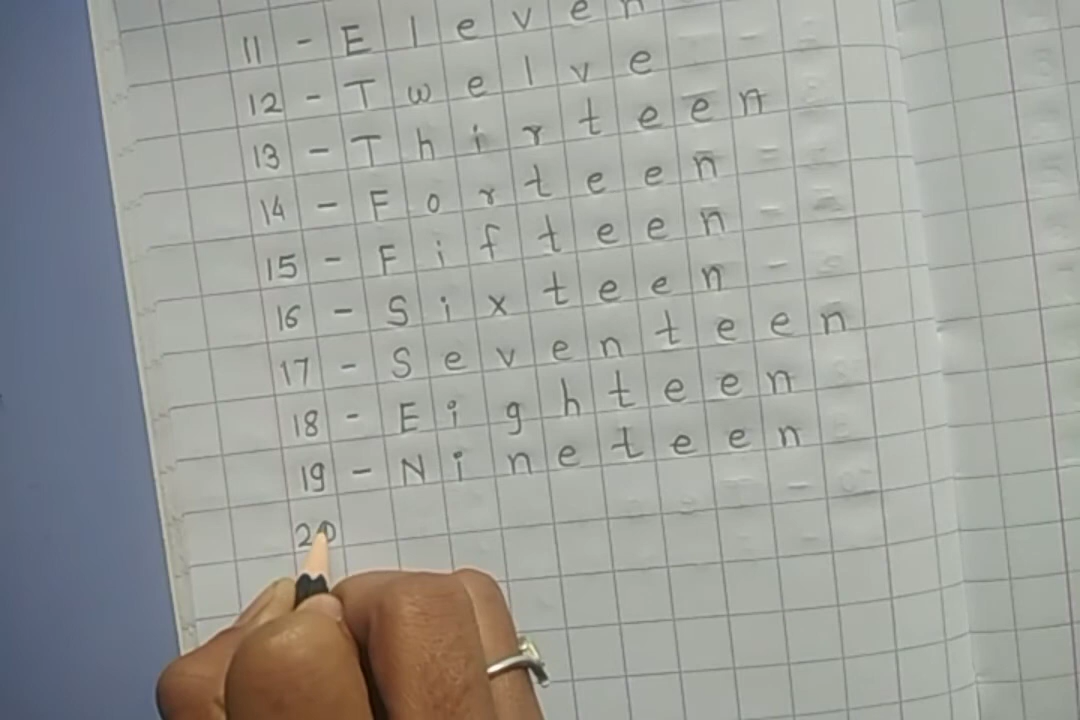 11 - Eleven
12 - Twelve
13 - Thirteen
14 - Forteen
15 - Fifteen
16 - Sixteen
17 - Seventeen
18 - Eighteen
19 - Nineteen
20